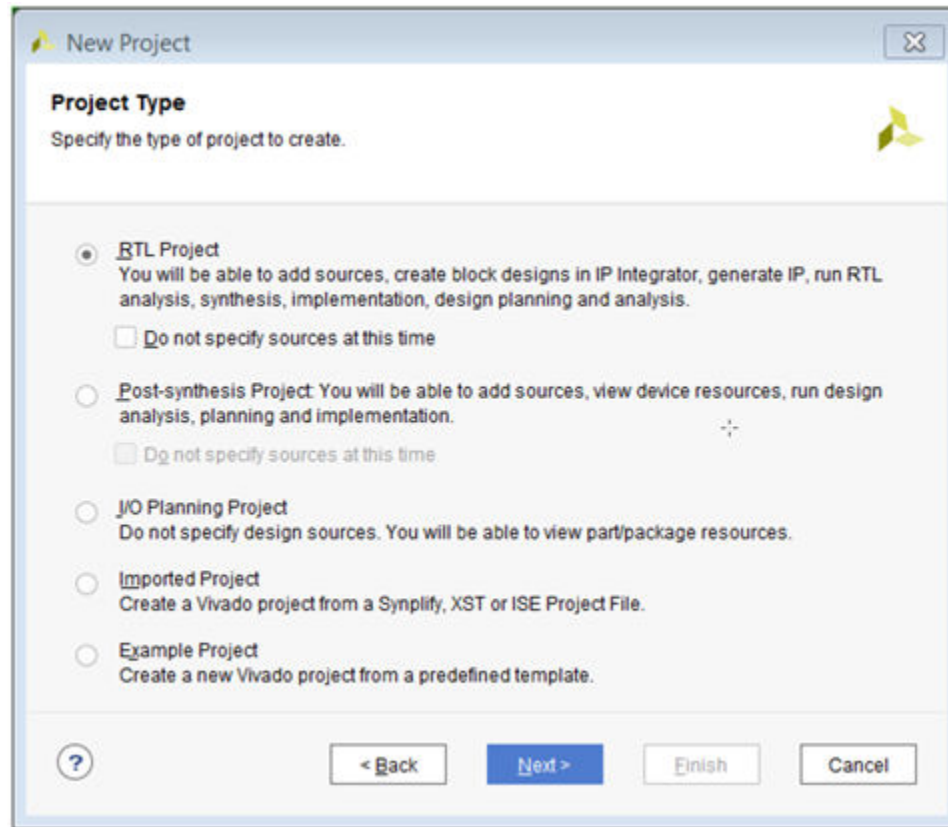 New Project
Project Type
Specify the type of project to create.
RTL Project
You will be able to add sources, create block designs in IP Integrator, generate IP, run RTL
analysis, synthesis, implementation, design planning and analysis.
Do not specify sources at this time
Post-synthesis Project: You will be able to add sources, view device resources, run design
analysis, planning and implementation.
Do not specify sources at this time
I/O Planning Project
Do not specify design sources. You will be able to view part/package resources.
Imported Project
Create a Vivado project from a Synplify, XST or ISE Project File.
Example Project
Create a new Vivado project from a predefined template.
? < Back Next > Finish Cancel